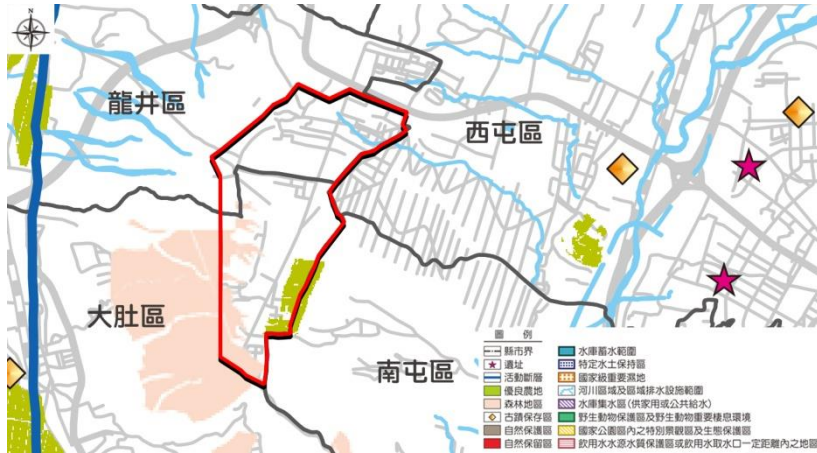 龍井區
西屯區
大肚區
南屯區
圖 例
縣市界
遺址
活動斷層
優良農地
森林地區
古蹟保存區
自然保護區
自然保留區
水庫蓄水範圍
特定水土保持區
國家級重要濕地
河川區域及區域排水設施範圍
水庫集水區(供家用或公共給水)
野生動物保護區及野生動物重要棲息環境
國家公園區內之特別景觀區及生態保護區
飲用水水源水質保護區或飲用水取水口一定距離內之地區